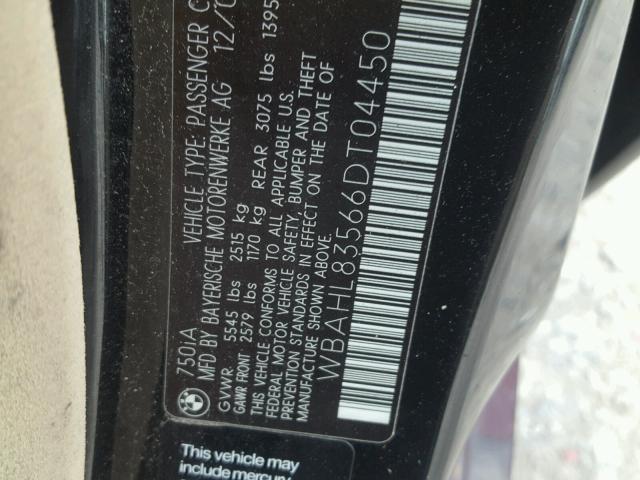 750iA VEHICLE TYPE: PASSENGER
MFD BY BAYERISCHE MOTORENWERKE AG 12/
GVWR 5545 lbs 2515 kg
GAWR FRONT 2579 lbs 1170 kg REAR 3075 lbs 1395
THIS VEHICLE CONFORMS TO ALL APPLICABLE U.S.
FEDERAL MOTOR VEHICLE SAFETY, BUMPER AND THEFT
PREVENTION STANDARDS IN EFFECT ON THE DATE OF
MANUFACTURE SHOWN ABOVE.
WBAHL83566DT04450
This vehicle may
include mercury